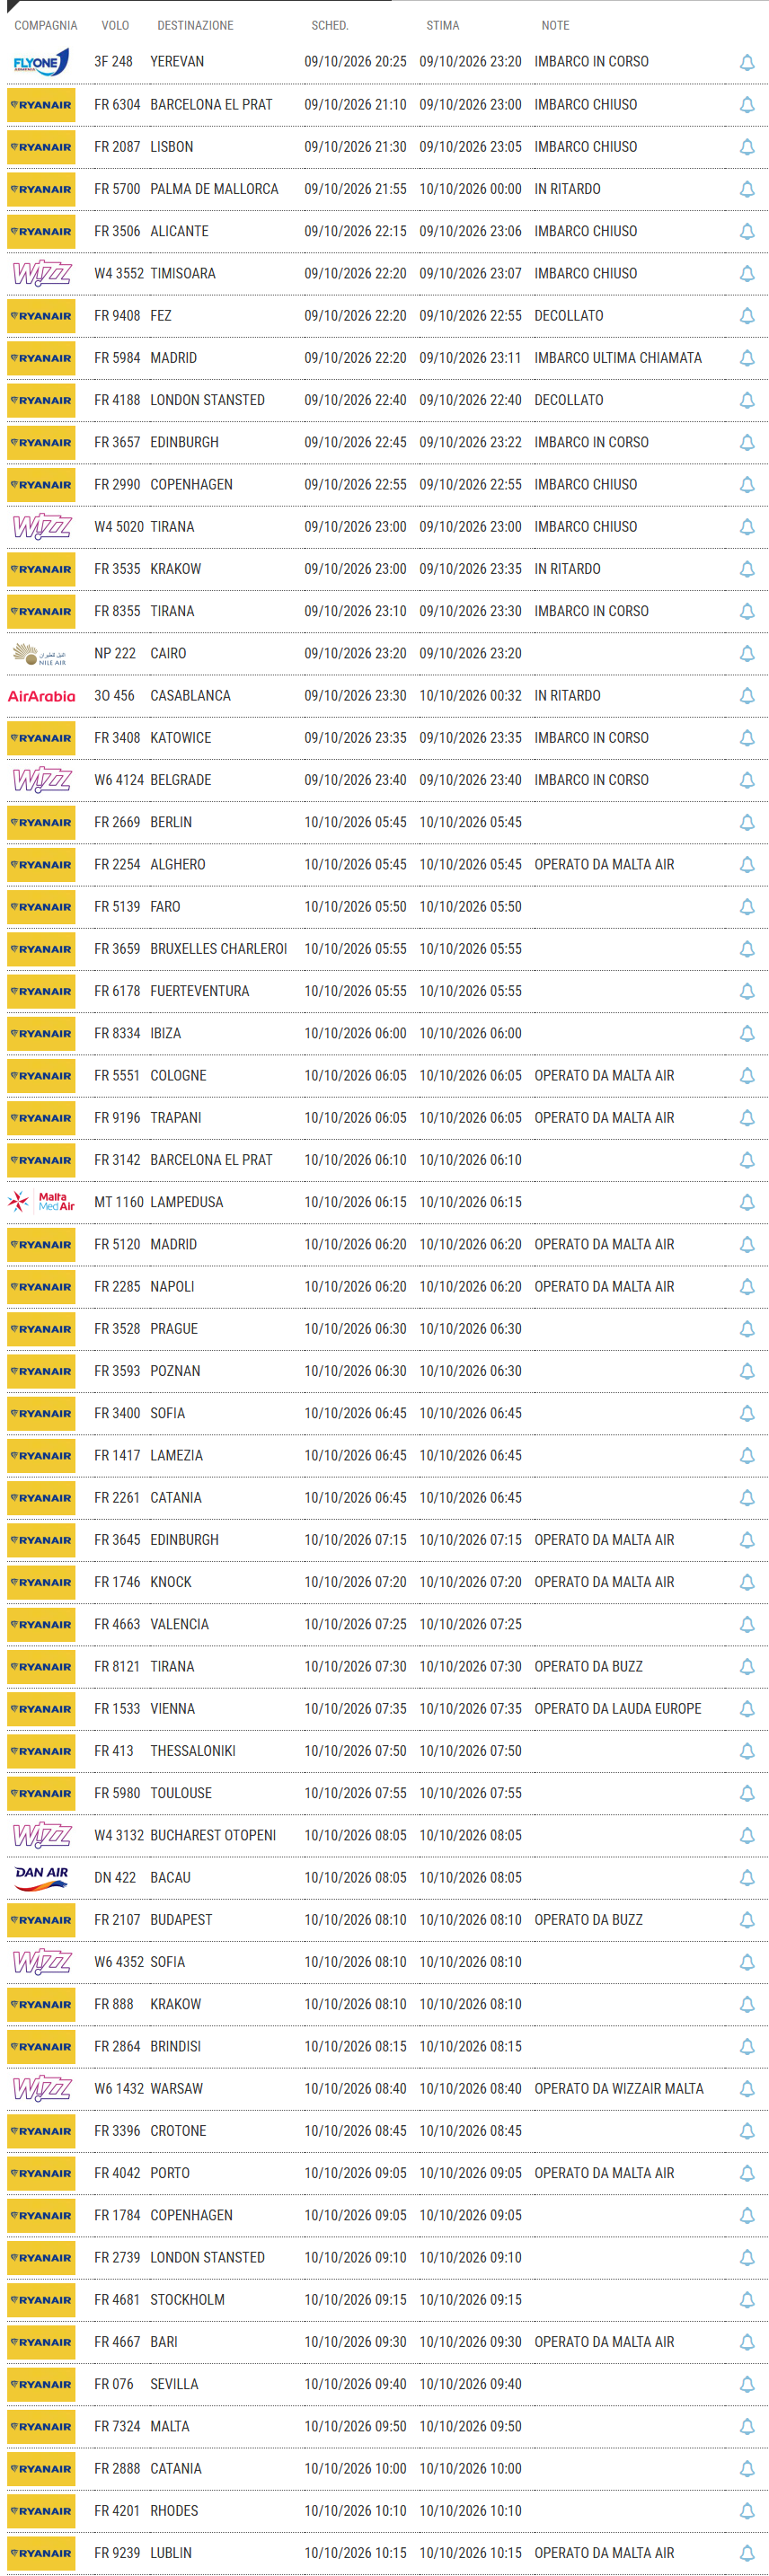 COMPAGNIA VOLO DESTINAZIONE SCHED. STIMA NOTE
FLYONE ARMENIA 3F 248 YEREVAN 09/10/2026 20:25 09/10/2026 23:20 IMBARCO IN CORSO
RYANAIR FR 6304 BARCELONA EL PRAT 09/10/2026 21:10 09/10/2026 23:00 IMBARCO CHIUSO
RYANAIR FR 2087 LISBON 09/10/2026 21:30 09/10/2026 23:05 IMBARCO CHIUSO
RYANAIR FR 5700 PALMA DE MALLORCA 09/10/2026 21:55 10/10/2026 00:00 IN RITARDO
RYANAIR FR 3506 ALICANTE 09/10/2026 22:15 09/10/2026 23:06 IMBARCO CHIUSO
WIZZ W4 3552 TIMISOARA 09/10/2026 22:20 09/10/2026 23:07 IMBARCO CHIUSO
RYANAIR FR 9408 FEZ 09/10/2026 22:20 09/10/2026 22:55 DECOLLATO
RYANAIR FR 5984 MADRID 09/10/2026 22:20 09/10/2026 23:11 IMBARCO ULTIMA CHIAMATA
RYANAIR FR 4188 LONDON STANSTED 09/10/2026 22:40 09/10/2026 22:40 DECOLLATO
RYANAIR FR 3657 EDINBURGH 09/10/2026 22:45 09/10/2026 23:22 IMBARCO IN CORSO
RYANAIR FR 2990 COPENHAGEN 09/10/2026 22:55 09/10/2026 22:55 IMBARCO CHIUSO
WIZZ W4 5020 TIRANA 09/10/2026 23:00 09/10/2026 23:00 IMBARCO CHIUSO
RYANAIR FR 3535 KRAKOW 09/10/2026 23:00 09/10/2026 23:35 IN RITARDO
RYANAIR FR 8355 TIRANA 09/10/2026 23:10 09/10/2026 23:30 IMBARCO IN CORSO
النيل للطيران NILE AIR NP 222 CAIRO 09/10/2026 23:20 09/10/2026 23:20
AirArabia 3O 456 CASABLANCA 09/10/2026 23:30 10/10/2026 00:32 IN RITARDO
RYANAIR FR 3408 KATOWICE 09/10/2026 23:35 09/10/2026 23:35 IMBARCO IN CORSO
WIZZ W6 4124 BELGRADE 09/10/2026 23:40 09/10/2026 23:40 IMBARCO IN CORSO
RYANAIR FR 2669 BERLIN 10/10/2026 05:45 10/10/2026 05:45
RYANAIR FR 2254 ALGHERO 10/10/2026 05:45 10/10/2026 05:45 OPERATO DA MALTA AIR
RYANAIR FR 5139 FARO 10/10/2026 05:50 10/10/2026 05:50
RYANAIR FR 3659 BRUXELLES CHARLEROI 10/10/2026 05:55 10/10/2026 05:55
RYANAIR FR 6178 FUERTEVENTURA 10/10/2026 05:55 10/10/2026 05:55
RYANAIR FR 8334 IBIZA 10/10/2026 06:00 10/10/2026 06:00
RYANAIR FR 5551 COLOGNE 10/10/2026 06:05 10/10/2026 06:05 OPERATO DA MALTA AIR
RYANAIR FR 9196 TRAPANI 10/10/2026 06:05 10/10/2026 06:05 OPERATO DA MALTA AIR
RYANAIR FR 3142 BARCELONA EL PRAT 10/10/2026 06:10 10/10/2026 06:10
Malta MedAir MT 1160 LAMPEDUSA 10/10/2026 06:15 10/10/2026 06:15
RYANAIR FR 5120 MADRID 10/10/2026 06:20 10/10/2026 06:20 OPERATO DA MALTA AIR
RYANAIR FR 2285 NAPOLI 10/10/2026 06:20 10/10/2026 06:20 OPERATO DA MALTA AIR
RYANAIR FR 3528 PRAGUE 10/10/2026 06:30 10/10/2026 06:30
RYANAIR FR 3593 POZNAN 10/10/2026 06:30 10/10/2026 06:30
RYANAIR FR 3400 SOFIA 10/10/2026 06:45 10/10/2026 06:45
RYANAIR FR 1417 LAMEZIA 10/10/2026 06:45 10/10/2026 06:45
RYANAIR FR 2261 CATANIA 10/10/2026 06:45 10/10/2026 06:45
RYANAIR FR 3645 EDINBURGH 10/10/2026 07:15 10/10/2026 07:15 OPERATO DA MALTA AIR
RYANAIR FR 1746 KNOCK 10/10/2026 07:20 10/10/2026 07:20 OPERATO DA MALTA AIR
RYANAIR FR 4663 VALENCIA 10/10/2026 07:25 10/10/2026 07:25
RYANAIR FR 8121 TIRANA 10/10/2026 07:30 10/10/2026 07:30 OPERATO DA BUZZ
RYANAIR FR 1533 VIENNA 10/10/2026 07:35 10/10/2026 07:35 OPERATO DA LAUDA EUROPE
RYANAIR FR 413 THESSALONIKI 10/10/2026 07:50 10/10/2026 07:50
RYANAIR FR 5980 TOULOUSE 10/10/2026 07:55 10/10/2026 07:55
WIZZ W4 3132 BUCHAREST OTOPENI 10/10/2026 08:05 10/10/2026 08:05
DAN AIR DN 422 BACAU 10/10/2026 08:05 10/10/2026 08:05
RYANAIR FR 2107 BUDAPEST 10/10/2026 08:10 10/10/2026 08:10 OPERATO DA BUZZ
WIZZ W6 4352 SOFIA 10/10/2026 08:10 10/10/2026 08:10
RYANAIR FR 888 KRAKOW 10/10/2026 08:10 10/10/2026 08:10
RYANAIR FR 2864 BRINDISI 10/10/2026 08:15 10/10/2026 08:15
WIZZ W6 1432 WARSAW 10/10/2026 08:40 10/10/2026 08:40 OPERATO DA WIZZAIR MALTA
RYANAIR FR 3396 CROTONE 10/10/2026 08:45 10/10/2026 08:45
RYANAIR FR 4042 PORTO 10/10/2026 09:05 10/10/2026 09:05 OPERATO DA MALTA AIR
RYANAIR FR 1784 COPENHAGEN 10/10/2026 09:05 10/10/2026 09:05
RYANAIR FR 2739 LONDON STANSTED 10/10/2026 09:10 10/10/2026 09:10
RYANAIR FR 4681 STOCKHOLM 10/10/2026 09:15 10/10/2026 09:15
RYANAIR FR 4667 BARI 10/10/2026 09:30 10/10/2026 09:30 OPERATO DA MALTA AIR
RYANAIR FR 076 SEVILLA 10/10/2026 09:40 10/10/2026 09:40
RYANAIR FR 7324 MALTA 10/10/2026 09:50 10/10/2026 09:50
RYANAIR FR 2888 CATANIA 10/10/2026 10:00 10/10/2026 10:00
RYANAIR FR 4201 RHODES 10/10/2026 10:10 10/10/2026 10:10
RYANAIR FR 9239 LUBLIN 10/10/2026 10:15 10/10/2026 10:15 OPERATO DA MALTA AIR